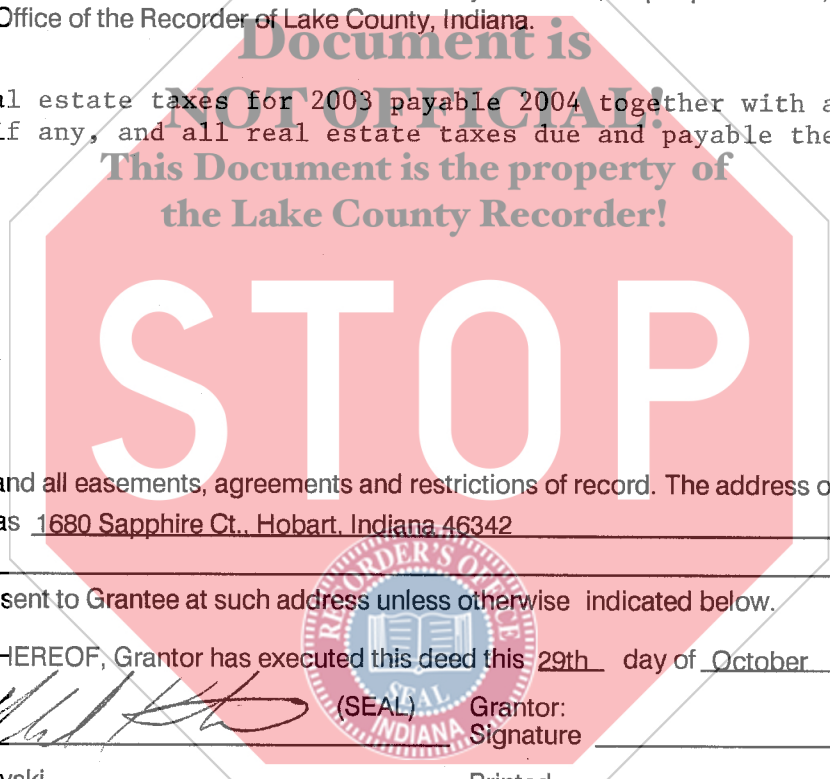 Office of the Recorder of Lake County, Indiana.
Document is
al estate taxes for 2003 payable 2004 together with a
NOT OFFICIAL!
if any, and all real estate taxes due and payable the
This Document is the property of
the Lake County Recorder!
STOP
and all easements, agreements and restrictions of record. The address o
as 1680 Sapphire Ct., Hobart, Indiana 46342
RECORDER'S OFFICE
sent to Grantee at such address unless otherwise indicated below.
HEREOF, Grantor has executed this deed this 29th day of October
SEAL
INDIANA
(SEAL) Grantor:
Signature
yski
Printed